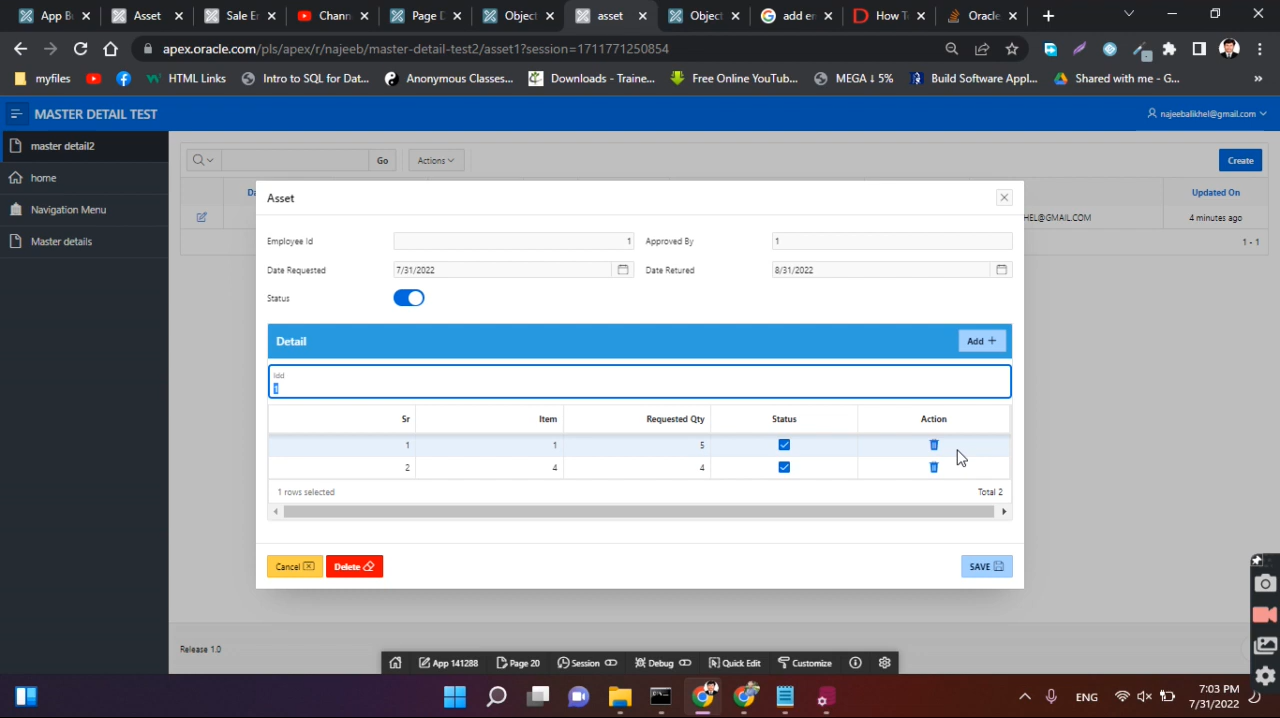 App Bu
Asset
Sale En
Chann
Page D
Object
asset
Object
add en
How To
Oracle
apex.oracle.com/pls/apex/r/najeeb/master-detail-test2/asset1?session=1711771250854
myfiles
HTML Links
Intro to SQL for Dat...
Anonymous Classes...
Downloads - Traine...
Free Online YouTub...
MEGA ⇂ 5%
Build Software Appl...
Shared with me - G...
MASTER DETAIL TEST
najeebalikhel@gmail.com
master detail2
home
Navigation Menu
Master details
Go
Actions
Create
Da
Updated On
HEL@GMAIL.COM
4 minutes ago
1 - 1
Asset
Employee Id
1
Approved By
1
Date Requested
7/31/2022
Date Retured
8/31/2022
Status
Detail
Add +
Idd
1
Sr
Item
Requested Qty
Status
Action
1
1
5
2
4
4
1 rows selected
Total 2
Cancel
Delete
SAVE
Release 1.0
App 141288
Page 20
Session
Debug
Quick Edit
Customize
ENG
7:03 PM
7/31/2022